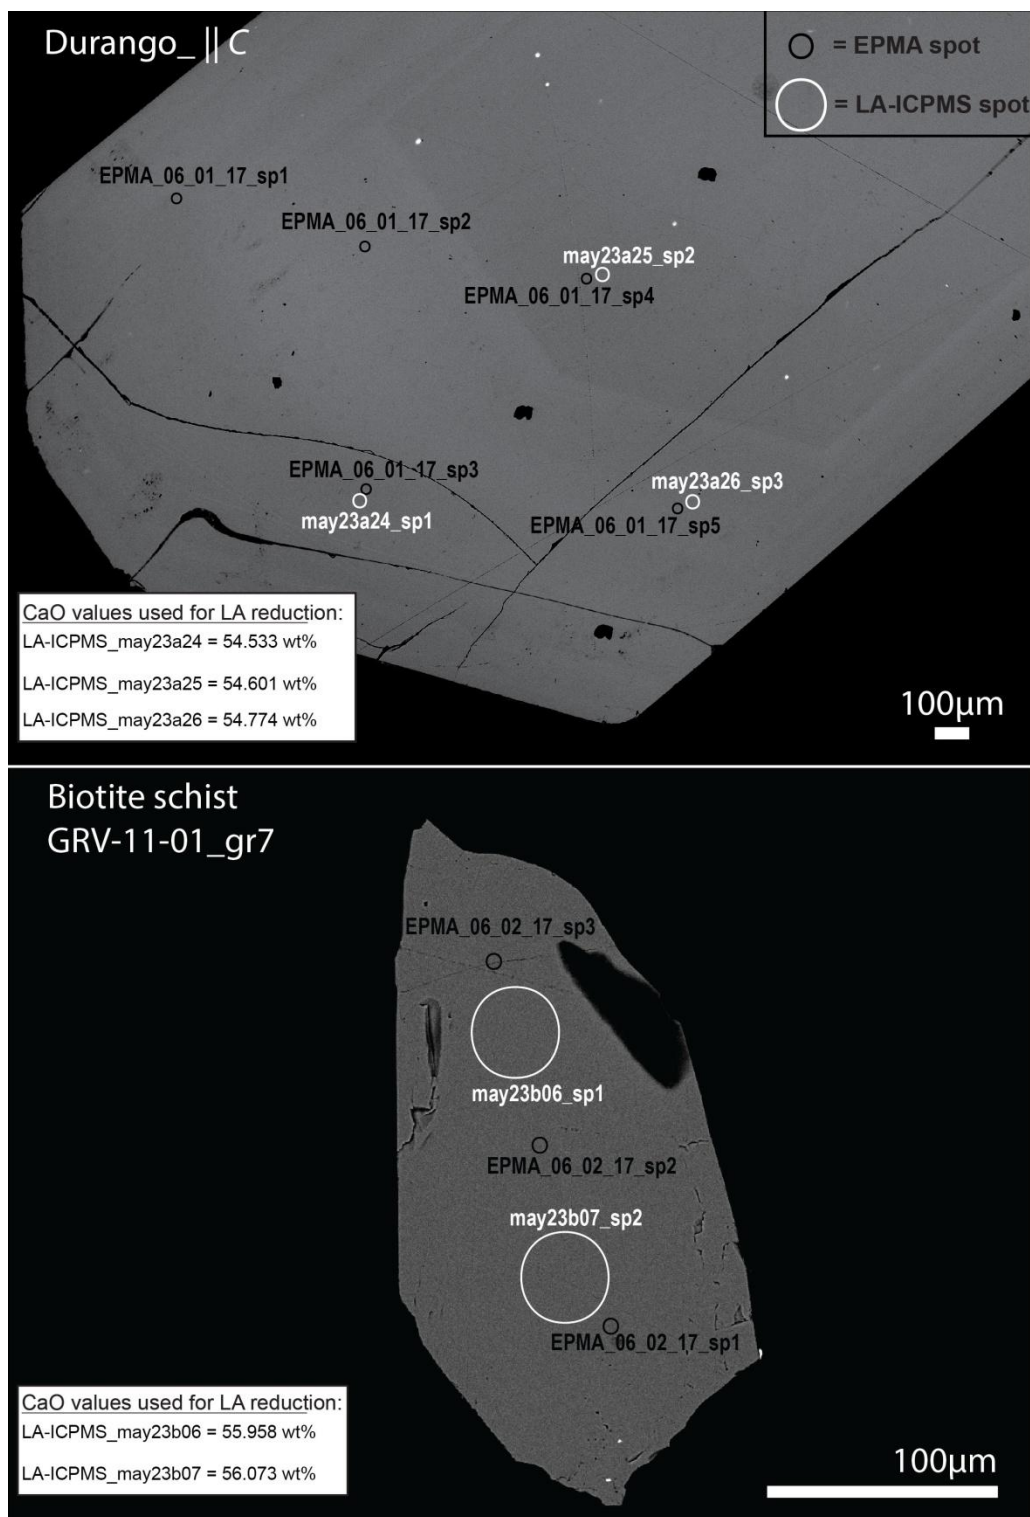 Durango_ || C
= EPMA spot
= LA-ICPMS spot
EPMA_06_01_17_sp1
EPMA_06_01_17_sp2
may23a25_sp2
EPMA_06_01_17_sp4
EPMA_06_01_17_sp3
may23a24_sp1
may23a26_sp3
EPMA_06_01_17_sp5
CaO values used for LA reduction:
LA-ICPMS_may23a24 = 54.533 wt%
LA-ICPMS_may23a25 = 54.601 wt%
LA-ICPMS_may23a26 = 54.774 wt%
100µm
Biotite schist
GRV-11-01_gr7
EPMA_06_02_17_sp3
may23b06_sp1
EPMA_06_02_17_sp2
may23b07_sp2
EPMA_06_02_17_sp1
CaO values used for LA reduction:
LA-ICPMS_may23b06 = 55.958 wt%
LA-ICPMS_may23b07 = 56.073 wt%
100µm